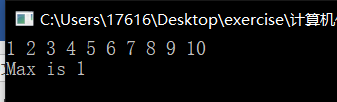 C:\Users\17616\Desktop\exercise\计算机
1 2 3 4 5 6 7 8 9 10
Max is 1